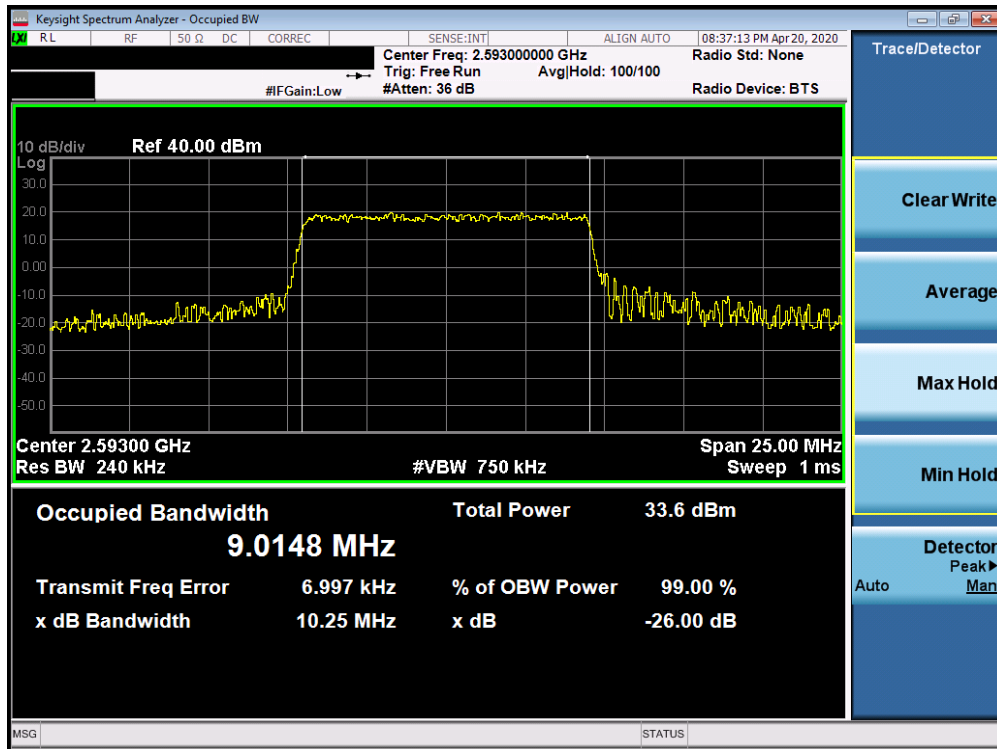 Keysight Spectrum Analyzer - Occupied BW
LXI RL RF 50 Ω DC CORREC SENSE:INT ALIGN AUTO 08:37:13 PM Apr 20, 2020
Center Freq: 2.593000000 GHz Radio Std: None
Trig: Free Run Avg|Hold: 100/100
#IFGain:Low #Atten: 36 dB Radio Device: BTS
Trace/Detector
10 dB/div Ref 40.00 dBm
Log
30.0
20.0
10.0
0.00
-10.0
-20.0
-30.0
-40.0
-50.0
Center 2.59300 GHz Span 25.00 MHz
Res BW 240 kHz #VBW 750 kHz Sweep 1 ms
Occupied Bandwidth Total Power 33.6 dBm
9.0148 MHz
Transmit Freq Error 6.997 kHz % of OBW Power 99.00 %
x dB Bandwidth 10.25 MHz x dB -26.00 dB
Clear Write
Average
Max Hold
Min Hold
Detector
Peak▶
Auto Man
MSG STATUS